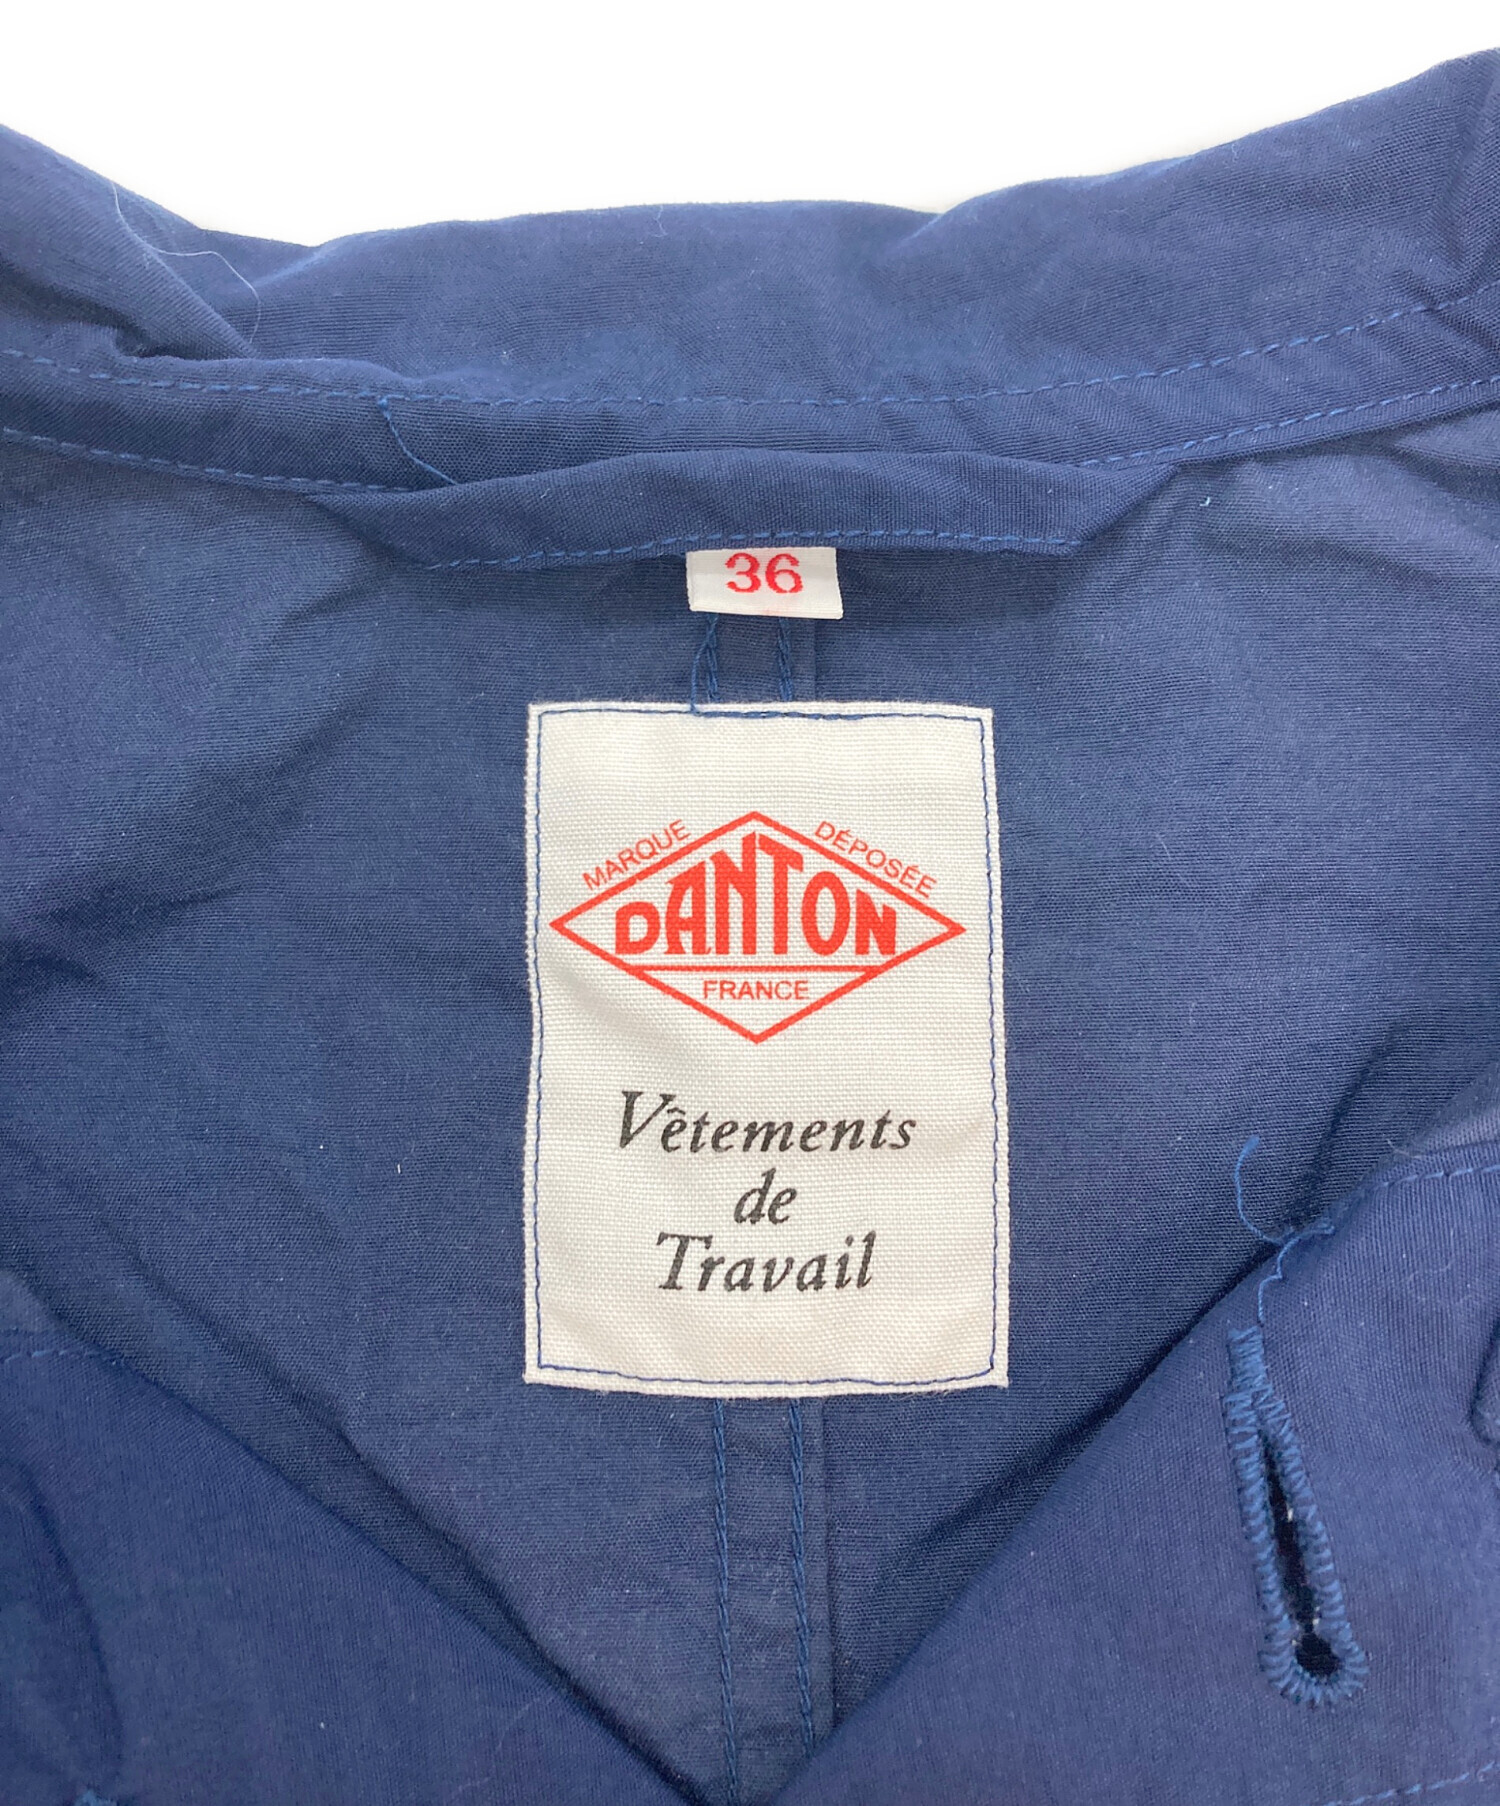 36
MARQUE DÉPOSÉE
DANTON
FRANCE
Vêtements
de
Travail